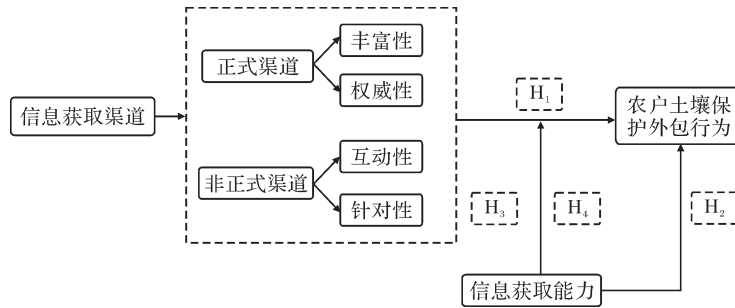 信息获取渠道
正式渠道
丰富性
权威性
非正式渠道
互动性
针对性
H₁
农户土壤保
护外包行为
H₃
H₄
H₂
信息获取能力